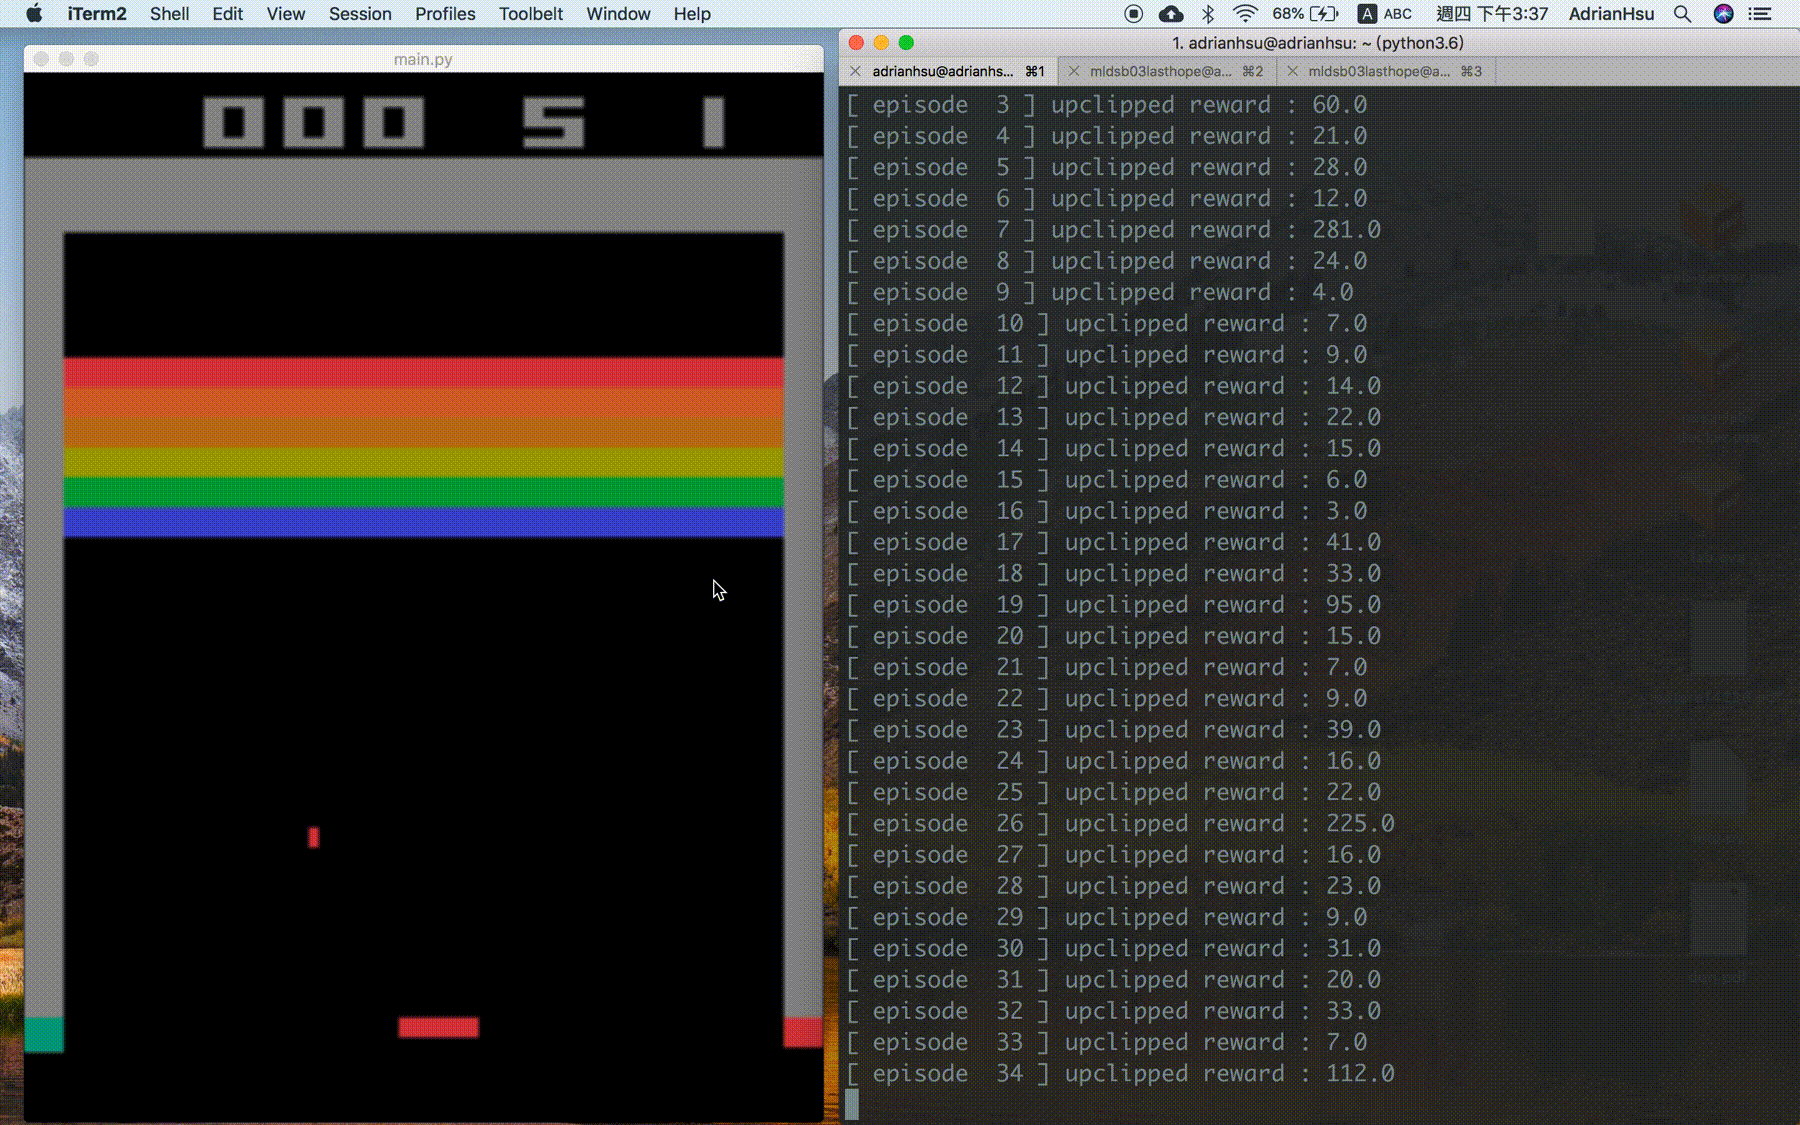 iTerm2 Shell Edit View Session Profiles Toolbelt Window Help 68% A ABC 週四 下午3:37 AdrianHsu
main.py
000 5 1
1. adrianhsu@adrianhsu: ~ (python3.6)
adrianhsu@adrianhs... ⌘1 mldsb03lasthope@a... ⌘2 mldsb03lasthope@a... ⌘3
[ episode 3 ] upclipped reward : 60.0
[ episode 4 ] upclipped reward : 21.0
[ episode 5 ] upclipped reward : 28.0
[ episode 6 ] upclipped reward : 12.0
[ episode 7 ] upclipped reward : 281.0
[ episode 8 ] upclipped reward : 24.0
[ episode 9 ] upclipped reward : 4.0
[ episode 10 ] upclipped reward : 7.0
[ episode 11 ] upclipped reward : 9.0
[ episode 12 ] upclipped reward : 14.0
[ episode 13 ] upclipped reward : 22.0
[ episode 14 ] upclipped reward : 15.0
[ episode 15 ] upclipped reward : 6.0
[ episode 16 ] upclipped reward : 3.0
[ episode 17 ] upclipped reward : 41.0
[ episode 18 ] upclipped reward : 33.0
[ episode 19 ] upclipped reward : 95.0
[ episode 20 ] upclipped reward : 15.0
[ episode 21 ] upclipped reward : 7.0
[ episode 22 ] upclipped reward : 9.0
[ episode 23 ] upclipped reward : 39.0
[ episode 24 ] upclipped reward : 16.0
[ episode 25 ] upclipped reward : 22.0
[ episode 26 ] upclipped reward : 225.0
[ episode 27 ] upclipped reward : 16.0
[ episode 28 ] upclipped reward : 23.0
[ episode 29 ] upclipped reward : 9.0
[ episode 30 ] upclipped reward : 31.0
[ episode 31 ] upclipped reward : 20.0
[ episode 32 ] upclipped reward : 33.0
[ episode 33 ] upclipped reward : 7.0
[ episode 34 ] upclipped reward : 112.0